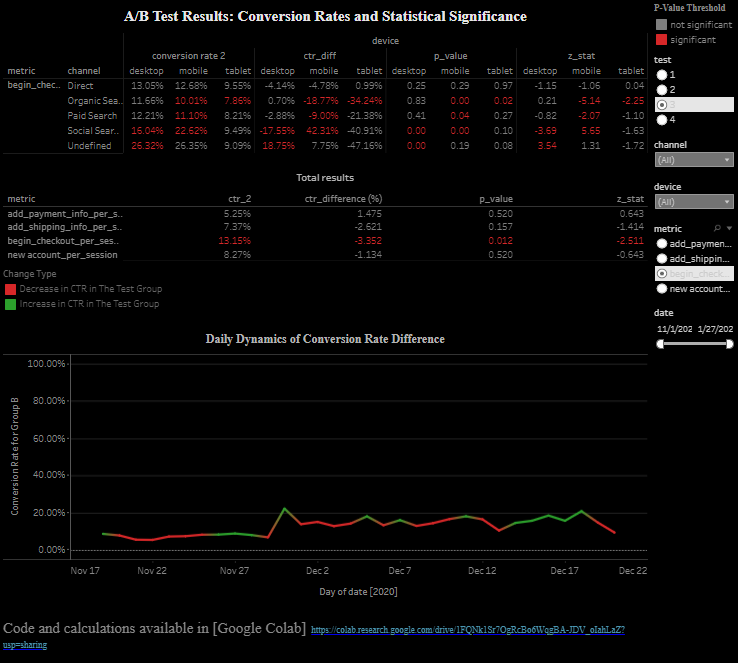 A/B Test Results: Conversion Rates and Statistical Significance
device
conversion rate 2 ctr_diff p_value z_stat
metric channel desktop mobile tablet desktop mobile tablet desktop mobile tablet desktop mobile tablet
begin_chec.. Direct 13.05% 12.68% 9.55% -4.14% -4.78% 0.99% 0.25 0.29 0.97 -1.15 -1.06 0.04
Organic Sea.. 11.66% 10.01% 7.86% 0.70% -18.77% -34.24% 0.83 0.00 0.02 0.21 -5.14 -2.25
Paid Search 12.21% 11.10% 8.21% -2.88% -9.00% -21.38% 0.41 0.04 0.27 -0.82 -2.07 -1.10
Social Sear.. 16.04% 22.62% 9.49% -17.55% 42.31% -40.91% 0.00 0.00 0.10 -3.69 5.65 -1.63
Undefined 26.32% 26.35% 9.09% 18.75% 7.75% -47.16% 0.00 0.19 0.08 3.54 1.31 -1.72
Total results
metric ctr_2 ctr_difference (%) p_value z_stat
add_payment_info_per_s.. 5.25% 1.475 0.520 0.643
add_shipping_info_per_s.. 7.37% -2.621 0.157 -1.414
begin_checkout_per_ses.. 13.15% -3.352 0.012 -2.511
new account_per_session 8.27% -1.134 0.520 -0.643
Change Type
Decrease in CTR in The Test Group
Increase in CTR in The Test Group
Daily Dynamics of Conversion Rate Difference
Conversion Rate for Group B
100.00%
80.00%
60.00%
40.00%
20.00%
0.00%
Nov 17 Nov 22 Nov 27 Dec 2 Dec 7 Dec 12 Dec 17 Dec 22
Day of date [2020]
Code and calculations available in [Google Colab]
usp=sharing
P-Value Threshold
not significant
significant
test
1
2
3
4
channel
(All)
device
(All)
metric
add_paymen...
add_shippin...
begin_check...
new account...
date
11/1/202 1/27/202